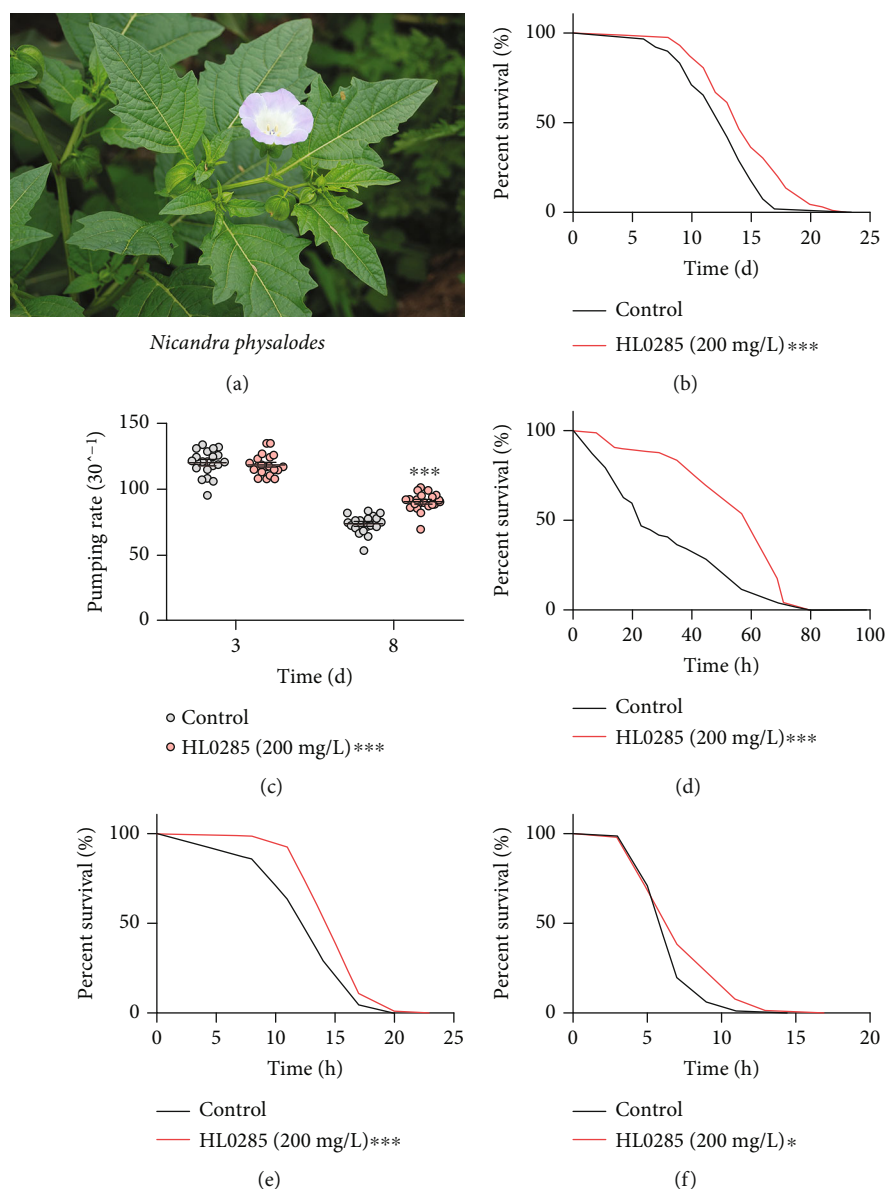 Nicandra physalodes
(a)
Percent survival (%)
100
50
0
0 5 10 15 20 25
Time (d)
Control
HL0285 (200 mg/L)∗∗∗
(b)
Pumping rate (30^−1)
150
100
50
0
∗∗∗
3 8
Time (d)
Control
HL0285 (200 mg/L)∗∗∗
(c)
Percent survival (%)
100
50
0
0 20 40 60 80 100
Time (h)
Control
HL0285 (200 mg/L)∗∗∗
(d)
Percent survival (%)
100
50
0
0 5 10 15 20 25
Time (h)
Control
HL0285 (200 mg/L)∗∗∗
(e)
Percent survival (%)
100
50
0
0 5 10 15 20
Time (h)
Control
HL0285 (200 mg/L)∗
(f)